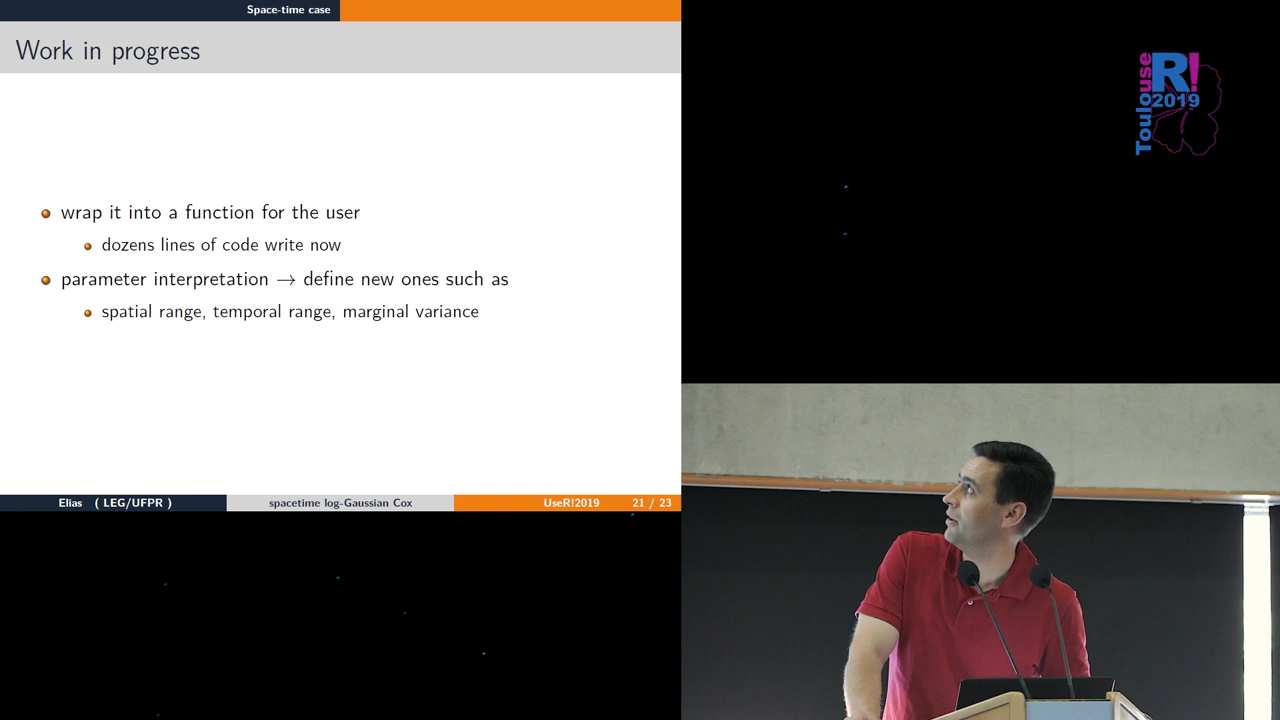 Space-time case
Work in progress
wrap it into a function for the user
dozens lines of code write now
parameter interpretation → define new ones such as
spatial range, temporal range, marginal variance
Elias ( LEG/UFPR ) spacetime log-Gaussian Cox UseR!2019 21 / 23
Toulouse
R!
2019